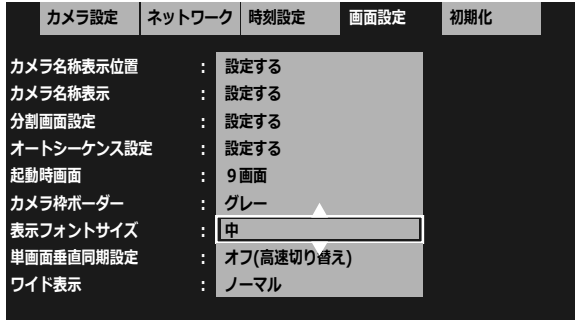 カメラ設定 ネットワーク 時刻設定 画面設定 初期化
カメラ名称表示位置 : 設定する
カメラ名称表示 : 設定する
分割画面設定 : 設定する
オートシーケンス設定 : 設定する
起動時画面 : 9画面
カメラ枠ボーダー : グレー
表示フォントサイズ : 中
単画面垂直同期設定 : オフ(高速切り替え)
ワイド表示 : ノーマル